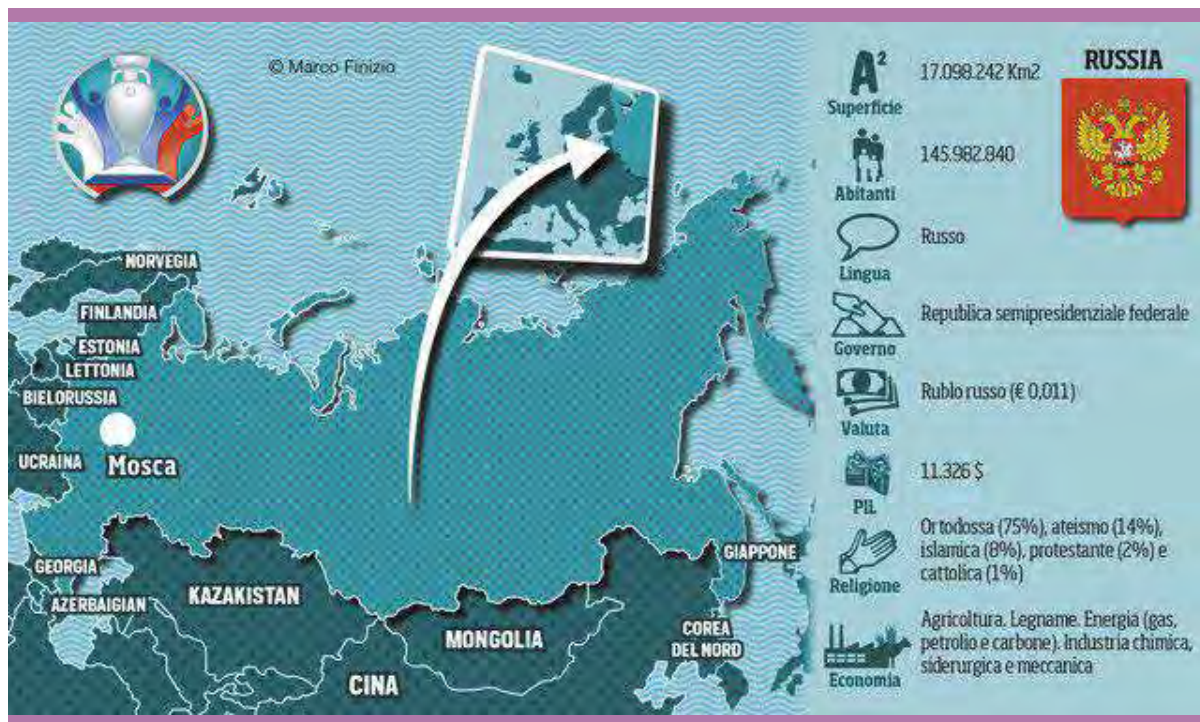 © Marco Finizio
NORVEGIA
FINLANDIA
ESTONIA
LETTONIA
BIELORUSSIA
UCRAINA
Mosca
GEORGIA
AZERBAIGIAN
KAZAKISTAN
MONGOLIA
CINA
COREA
DEL NORD
GIAPPONE
RUSSIA
A²
Superficie
17.098.242 Km2
Abitanti
145.982.840
Lingua
Russo
Governo
Republica semipresidenziale federale
Valuta
Rublo russo (€ 0,011)
PIL
11.326 $
Religione
Ortodossa (75%), ateismo (14%),
islamica (8%), protestante (2%) e
cattolica (1%)
Economia
Agricoltura. Legname. Energia (gas,
petrolio e carbone). Industria chimica,
siderurgica e meccanica